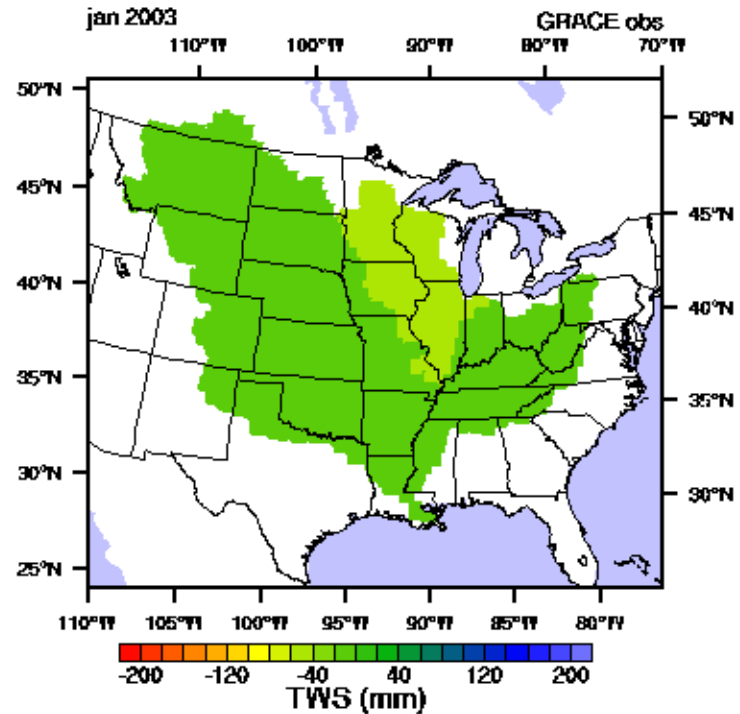 jan 2003 GRACE obs
110°W 100°W 90°W 80°W 70°W
50°N 50°N
45°N 45°N
40°N 40°N
35°N 35°N
30°N 30°N
25°N
110°W 105°W 100°W 95°W 90°W 85°W 80°W
-200 -120 -40 40 120 200
TWS (mm)